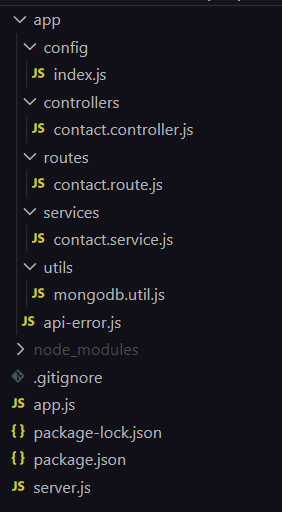 app
config
JS index.js
controllers
JS contact.controller.js
routes
JS contact.route.js
services
JS contact.service.js
utils
JS mongodb.util.js
JS api-error.js
node_modules
.gitignore
JS app.js
{} package-lock.json
{} package.json
JS server.js